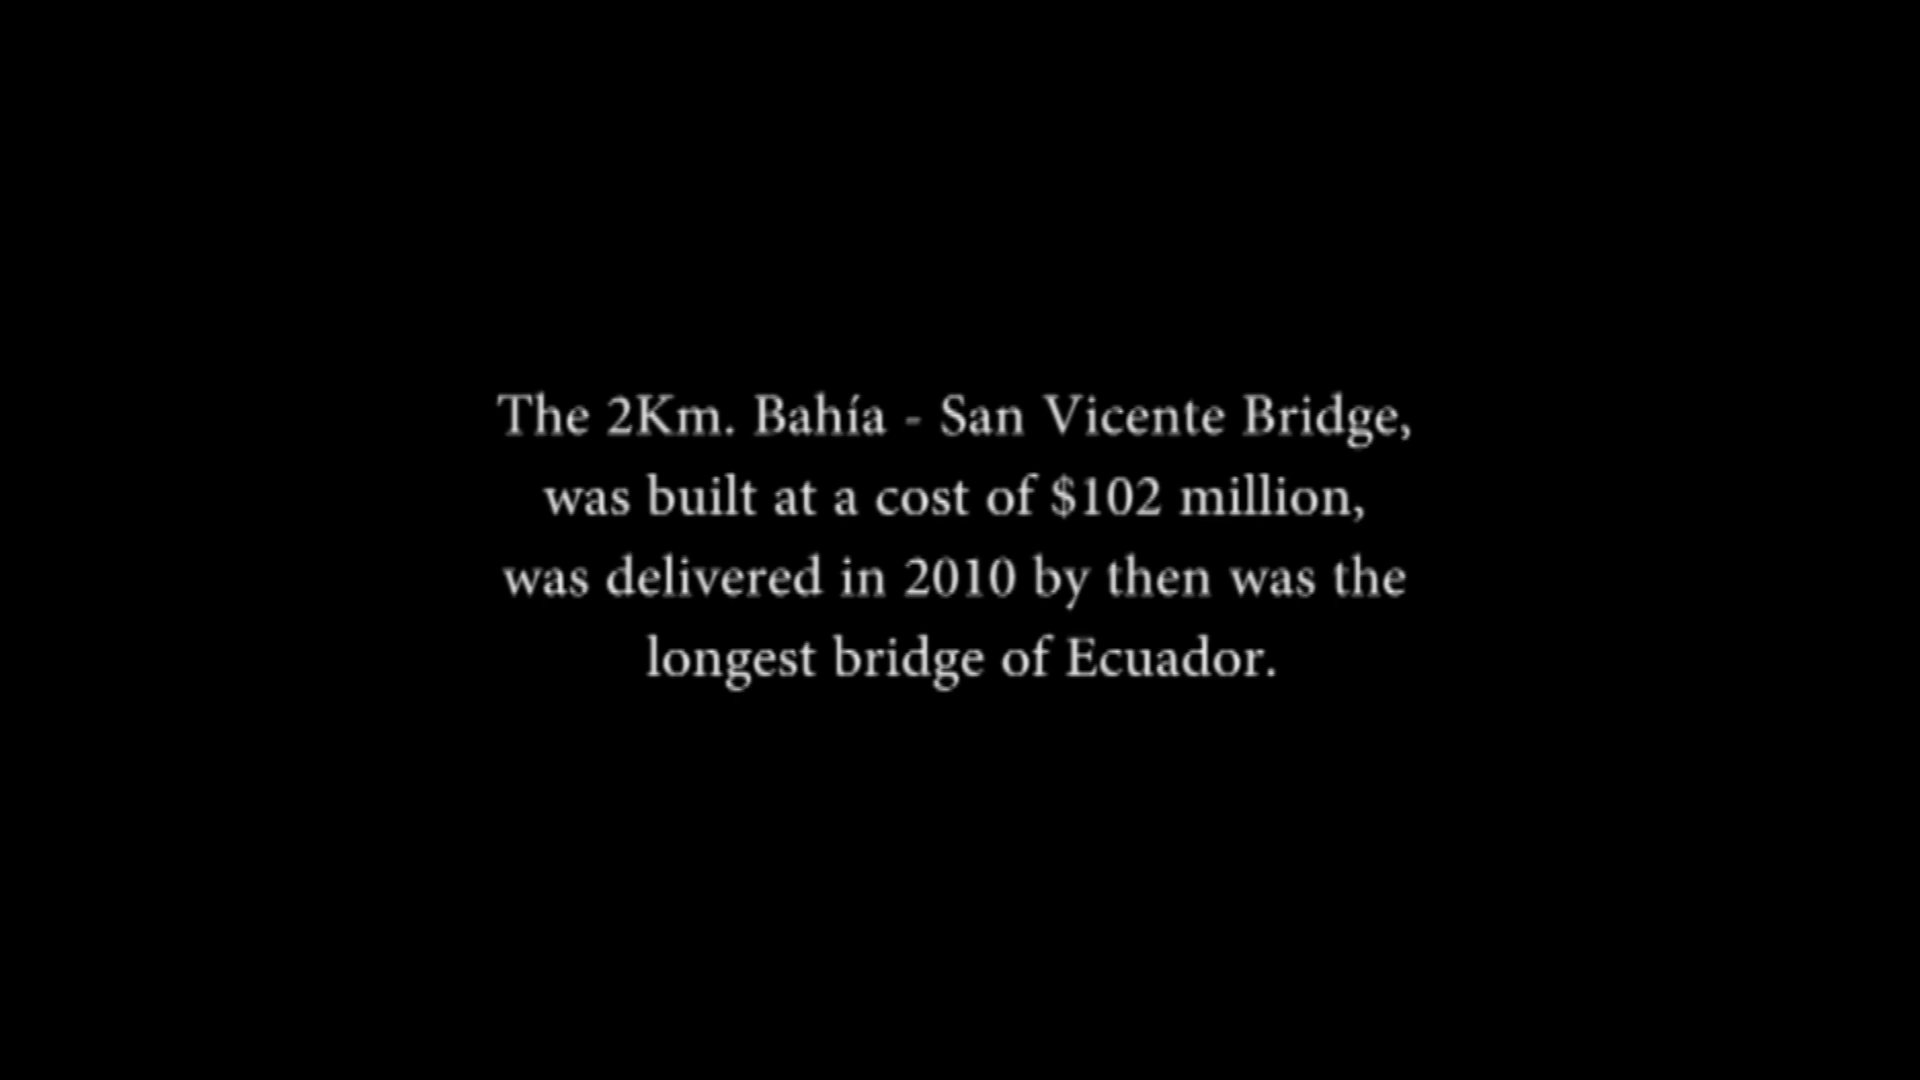 The 2Km. Bahía - San Vicente Bridge,
was built at a cost of $102 million,
was delivered in 2010 by then was the
longest bridge of Ecuador.